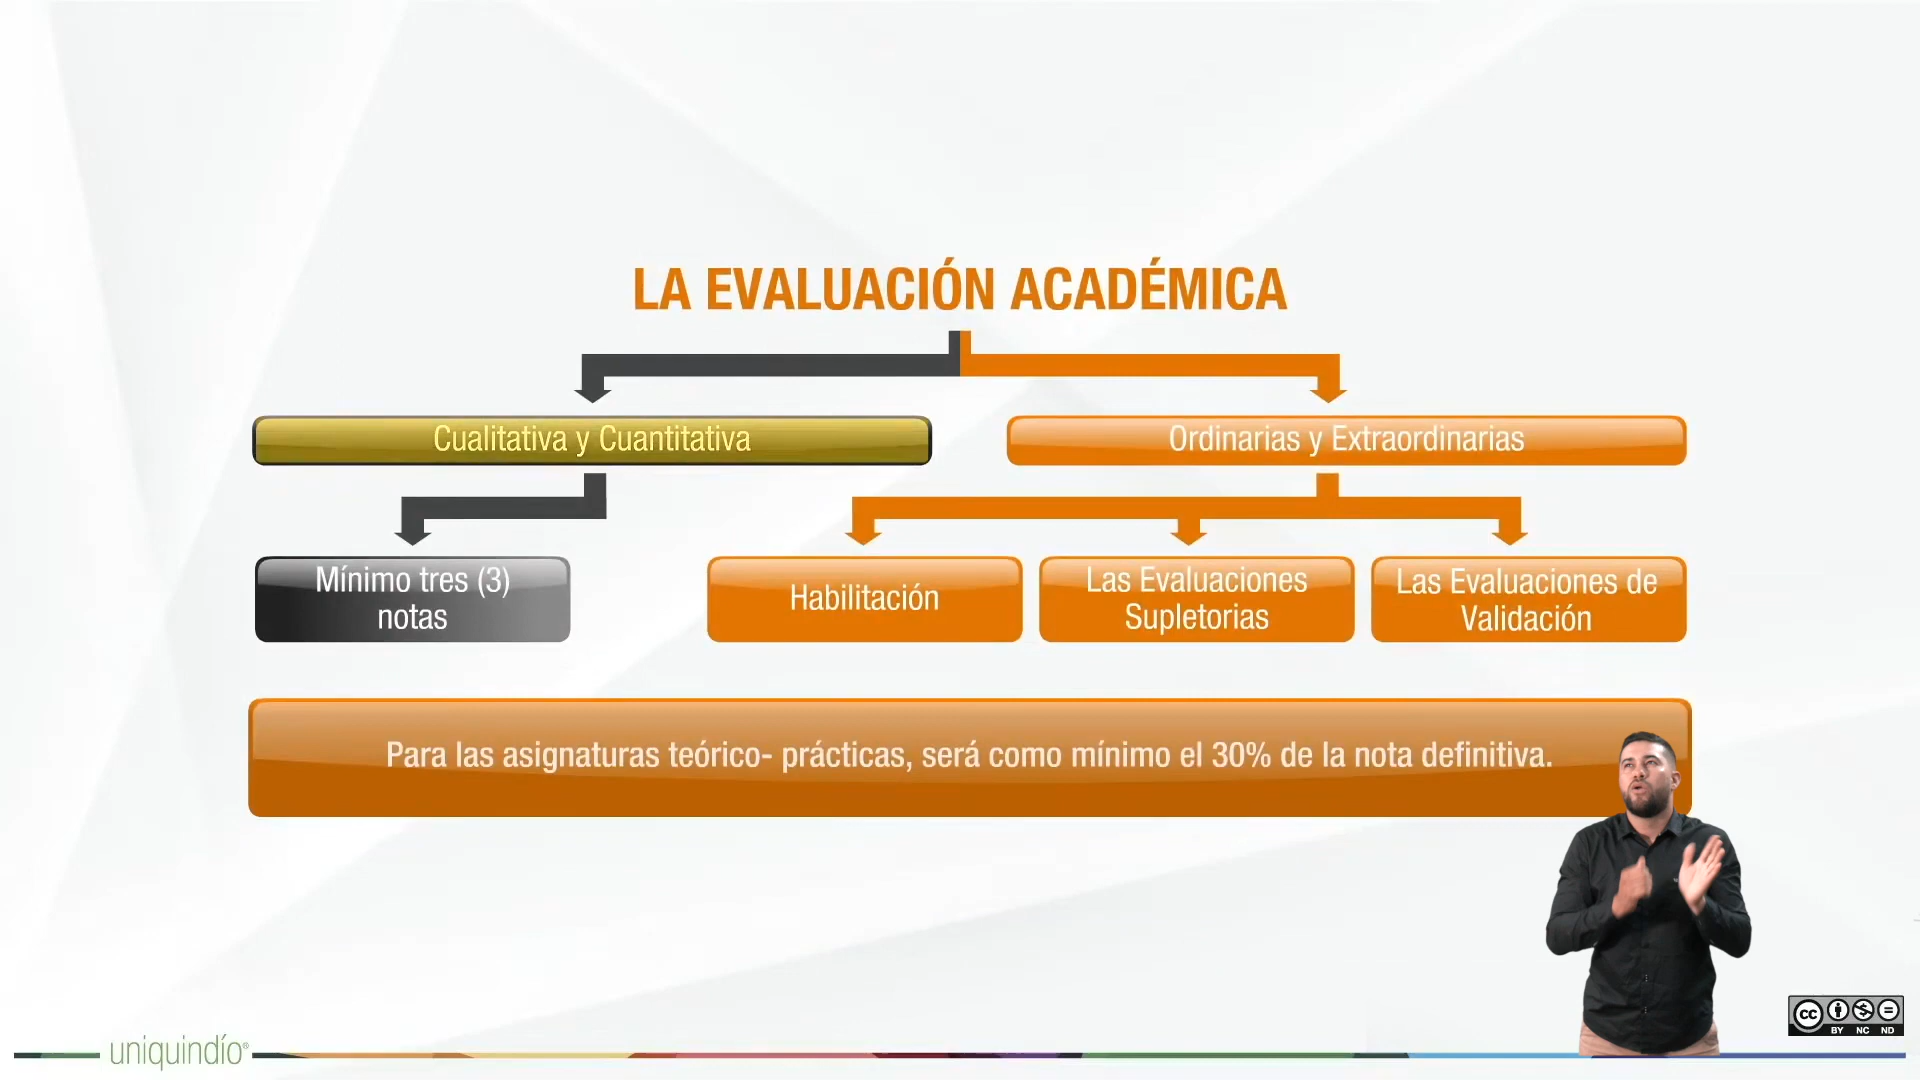 LA EVALUACIÓN ACADÉMICA
Cualitativa y Cuantitativa
Ordinarias y Extraordinarias
Mínimo tres (3)
notas
Habilitación
Las Evaluaciones
Supletorias
Las Evaluaciones de
Validación
Para las asignaturas teórico- prácticas, será como mínimo el 30% de la nota definitiva.
uniquindío®
cc
BY NC ND